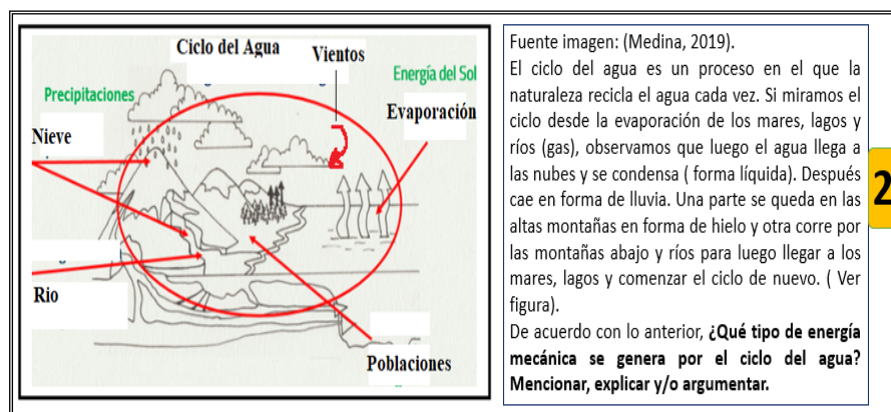 Ciclo del Agua
Vientos
Energía del Sol
Precipitaciones
Evaporación
Nieve
Rio
Poblaciones
Fuente imagen: (Medina, 2019).
El ciclo del agua es un proceso en el que la
naturaleza recicla el agua cada vez. Si miramos el
ciclo desde la evaporación de los mares, lagos y
ríos (gas), observamos que luego el agua llega a
las nubes y se condensa ( forma líquida). Después
cae en forma de lluvia. Una parte se queda en las
altas montañas en forma de hielo y otra corre por
las montañas abajo y ríos para luego llegar a los
mares, lagos y comenzar el ciclo de nuevo. ( Ver
figura).
De acuerdo con lo anterior, ¿Qué tipo de energía
mecánica se genera por el ciclo del agua?
Mencionar, explicar y/o argumentar.
2